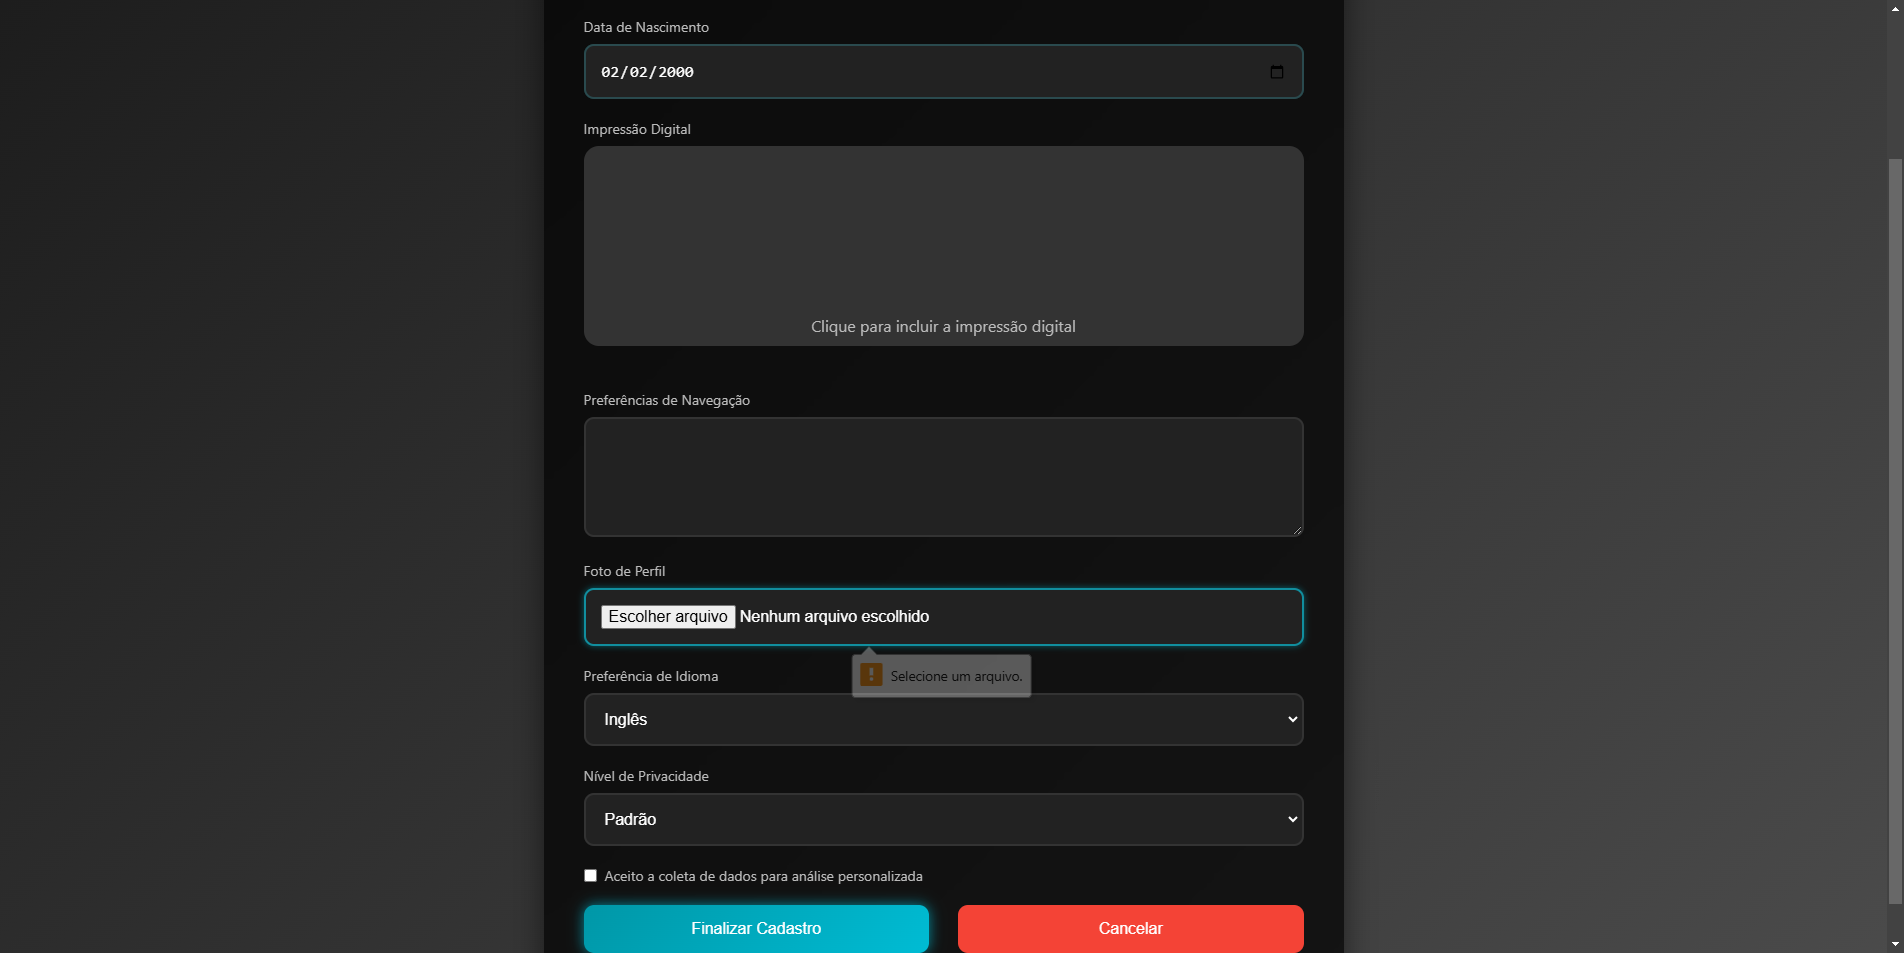 Data de Nascimento
02/02/2000
Impressão Digital
Clique para incluir a impressão digital
Preferências de Navegação
Foto de Perfil
Escolher arquivo Nenhum arquivo escolhido
Selecione um arquivo.
Preferência de Idioma
Inglês
Nível de Privacidade
Padrão
Aceito a coleta de dados para análise personalizada
Finalizar Cadastro
Cancelar